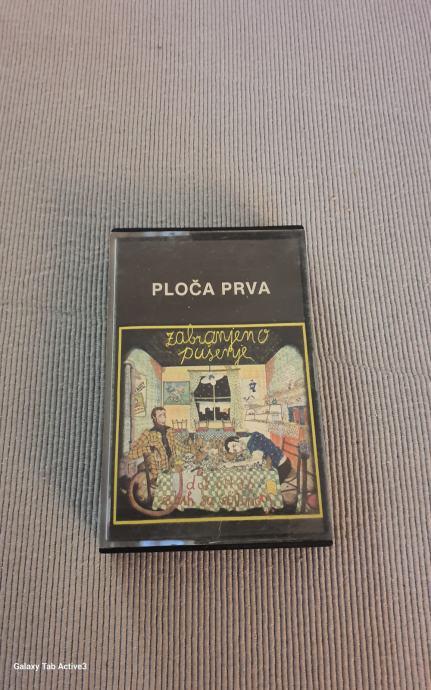 PLOČA PRVA
zabranjeno
pušenje
Galaxy Tab Active3